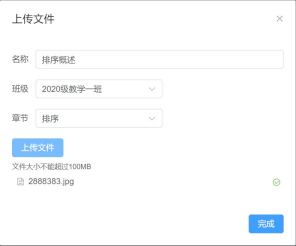 上传文件
名称 排序概述
班级 2020级教学一班
章节 排序
上传文件
文件大小不能超过100MB
2888383.jpg
完成